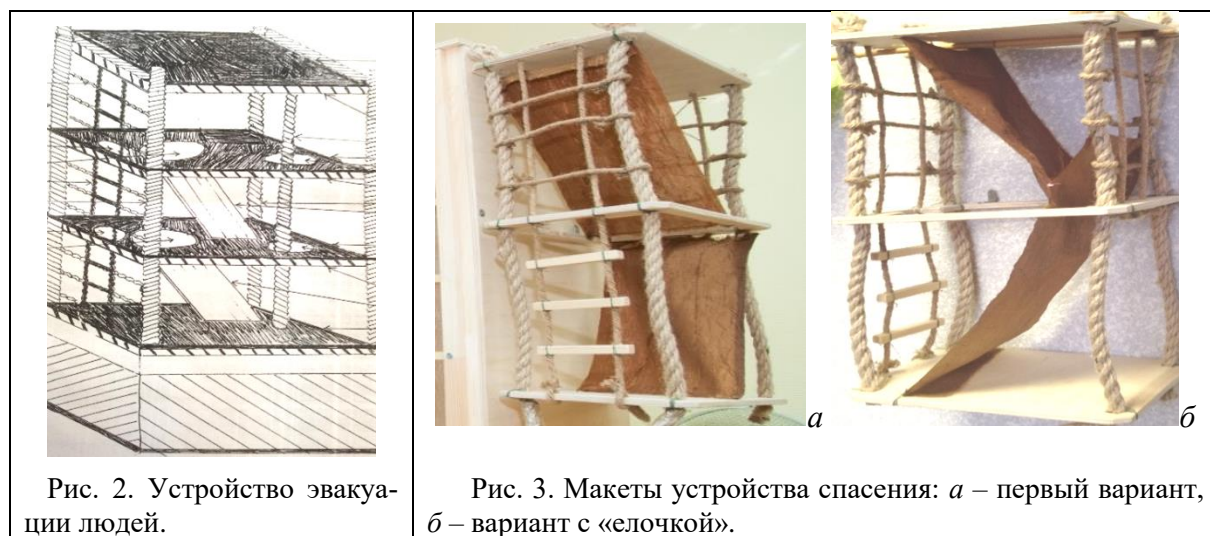 а
б
Рис. 2. Устройство эвакуа-
ции людей.
Рис. 3. Макеты устройства спасения: а – первый вариант,
б – вариант с «елочкой».